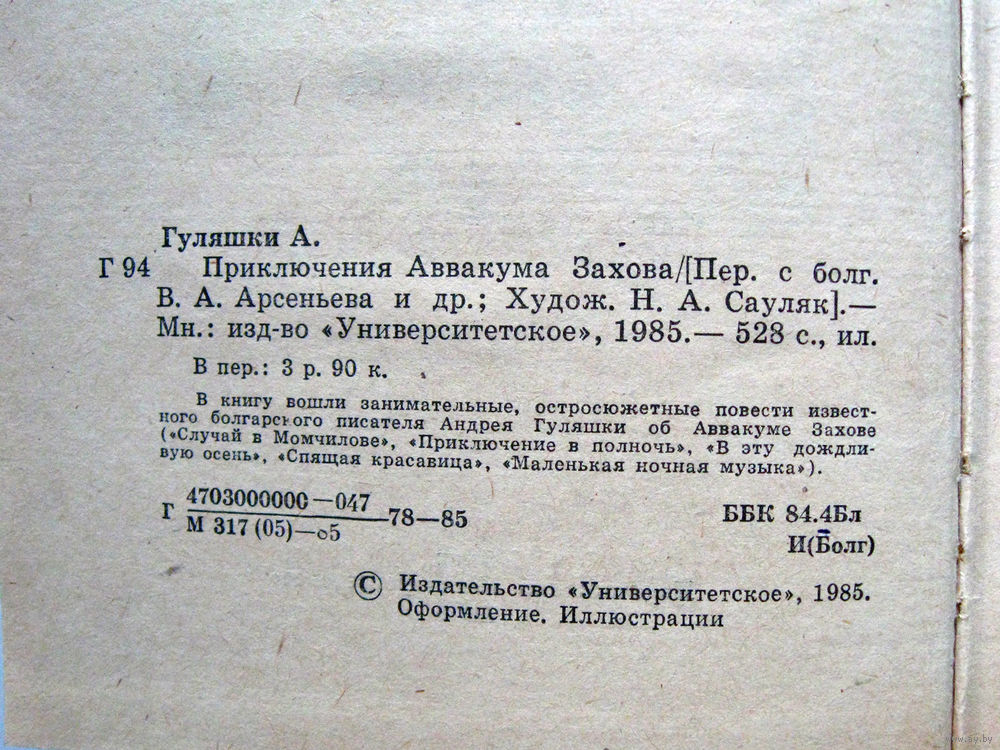 Гуляшки А.
Г 94 Приключения Аввакума Захова/[Пер. с болг.
В. А. Арсеньева и др.; Худож. Н. А. Сауляк].—
Мн.: изд-во «Университетское», 1985.— 528 с., ил.
В пер.: 3 р. 90 к.
В книгу вошли занимательные, остросюжетные повести извест-
ного болгарского писателя Андрея Гуляшки об Аввакуме Захове
(«Случай в Момчилове», «Приключение в полночь», «В эту дождли-
вую осень», «Спящая красавица», «Маленькая ночная музыка»).
Г 4703000000—047
М 317 (05)—85 78—85
ББК 84.4Бл
И(Болг)
© Издательство «Университетское», 1985.
Оформление. Иллюстрации
www.ay.by